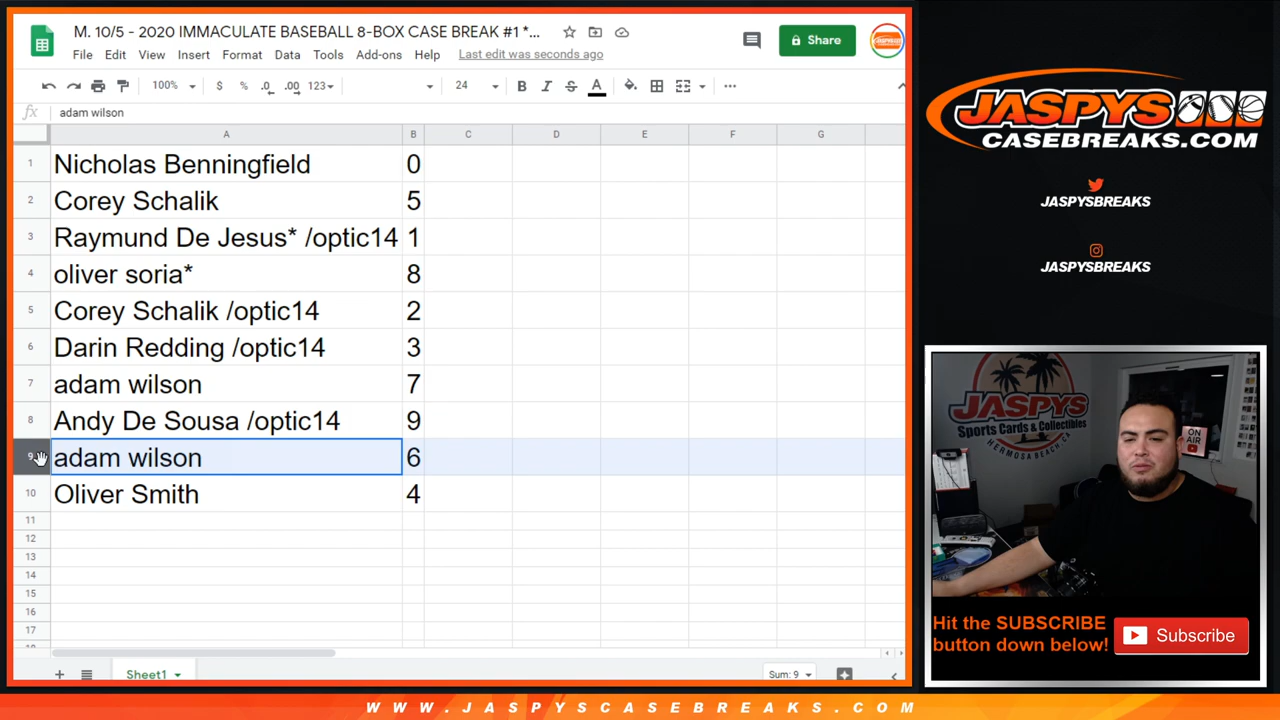 M. 10/5 - 2020 IMMACULATE BASEBALL 8-BOX CASE BREAK #1 *...
Share
File Edit View Insert Format Data Tools Add-ons Help Last edit was seconds ago
100% $ % .0 .00 123 24 B I S A ...
fx adam wilson
A B C D E F G
1 Nicholas Benningfield 0
2 Corey Schalik 5
3 Raymund De Jesus* /optic14 1
4 oliver soria* 8
5 Corey Schalik /optic14 2
6 Darin Redding /optic14 3
7 adam wilson 7
8 Andy De Sousa /optic14 9
9 adam wilson 6
10 Oliver Smith 4
11
12
13
14
15
16
17
Sheet1
Sum: 9
JASPYS
CASEBREAKS.COM
JASPYSBREAKS
JASPYSBREAKS
JASPYS
Sports Cards & Collectibles
HERMOSA BEACH, CA
ON AIR
Hit the SUBSCRIBE
button down below!
Subscribe
WWW.JASPYSCASEBREAKS.COM